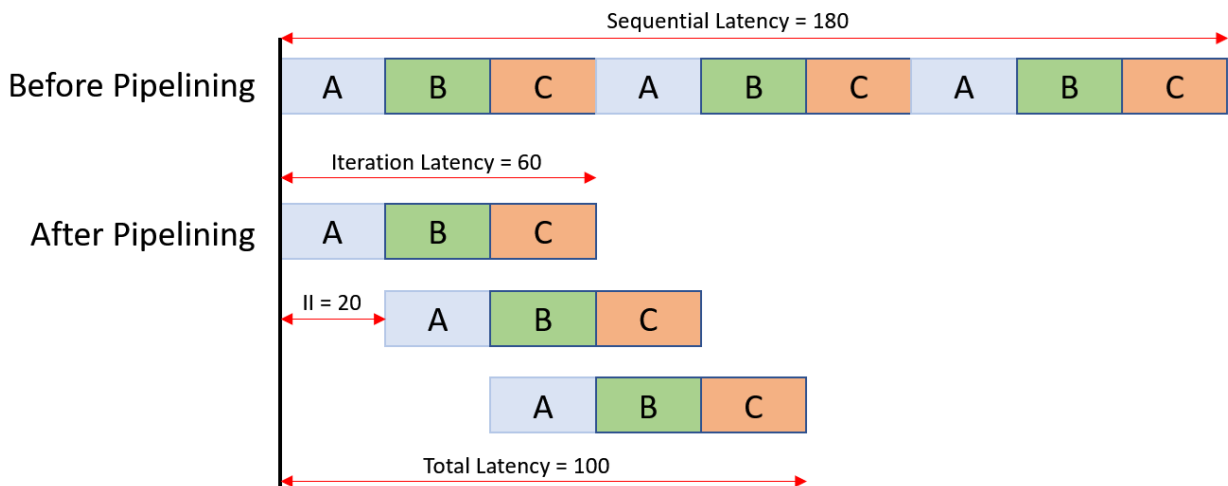 Sequential Latency = 180
Before Pipelining
A B C A B C A B C
Iteration Latency = 60
After Pipelining
A B C
II = 20
A B C
A B C
Total Latency = 100